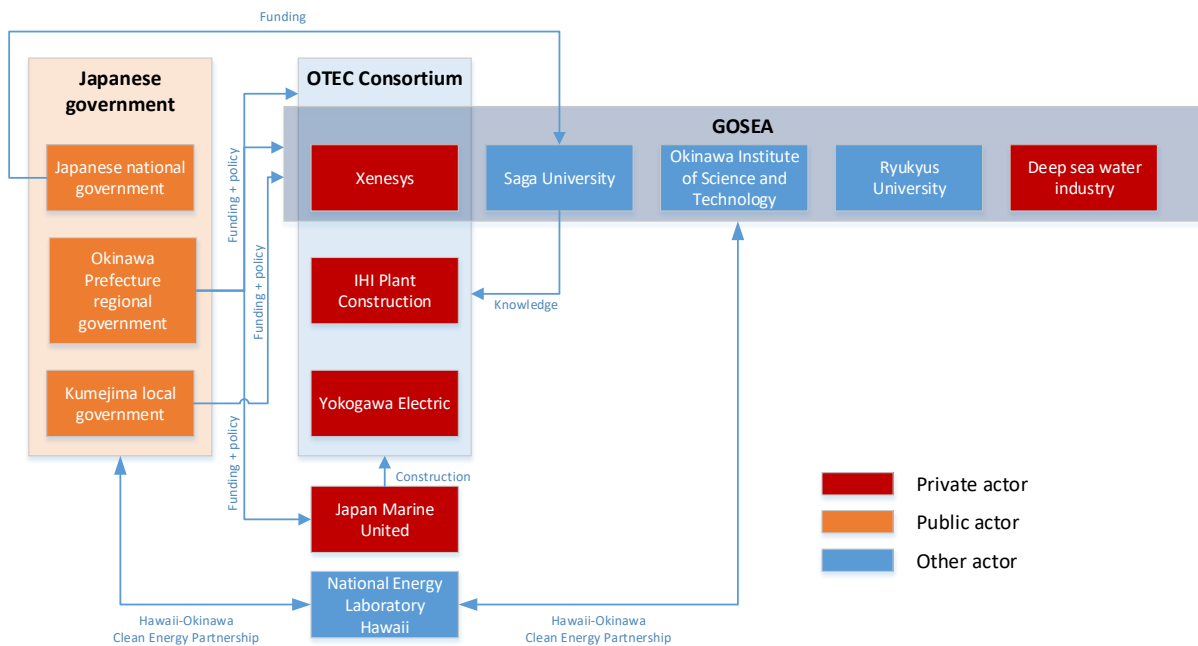 Funding
Japanese
government
OTEC Consortium
GOSEA
Japanese national
government
Xenesys
Saga University
Okinawa Institute
of Science and
Technology
Ryukyus
University
Deep sea water
industry
Funding + policy
Okinawa
Prefecture
regional
government
Funding + policy
IHI Plant
Construction
Knowledge
Kumejima local
government
Yokogawa Electric
Funding + policy
Construction
Japan Marine
United
Private actor
Public actor
Other actor
National Energy
Laboratory
Hawaii
Hawaii-Okinawa
Clean Energy Partnership
Hawaii-Okinawa
Clean Energy Partnership